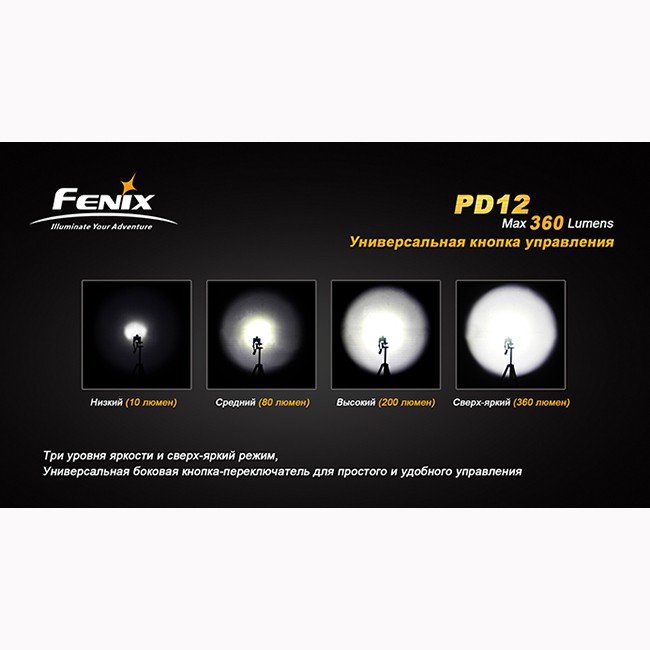 FENIX
Illuminate Your Adventure
PD12
Max 360 Lumens
Универсальная кнопка управления
Низкий (10 люмен)
Средний (80 люмен)
Высокий (200 люмен)
Сверх-яркий (360 люмен)
Три уровня яркости и сверх-яркий режим,
Универсальная боковая кнопка-переключатель для простого и удобного управления